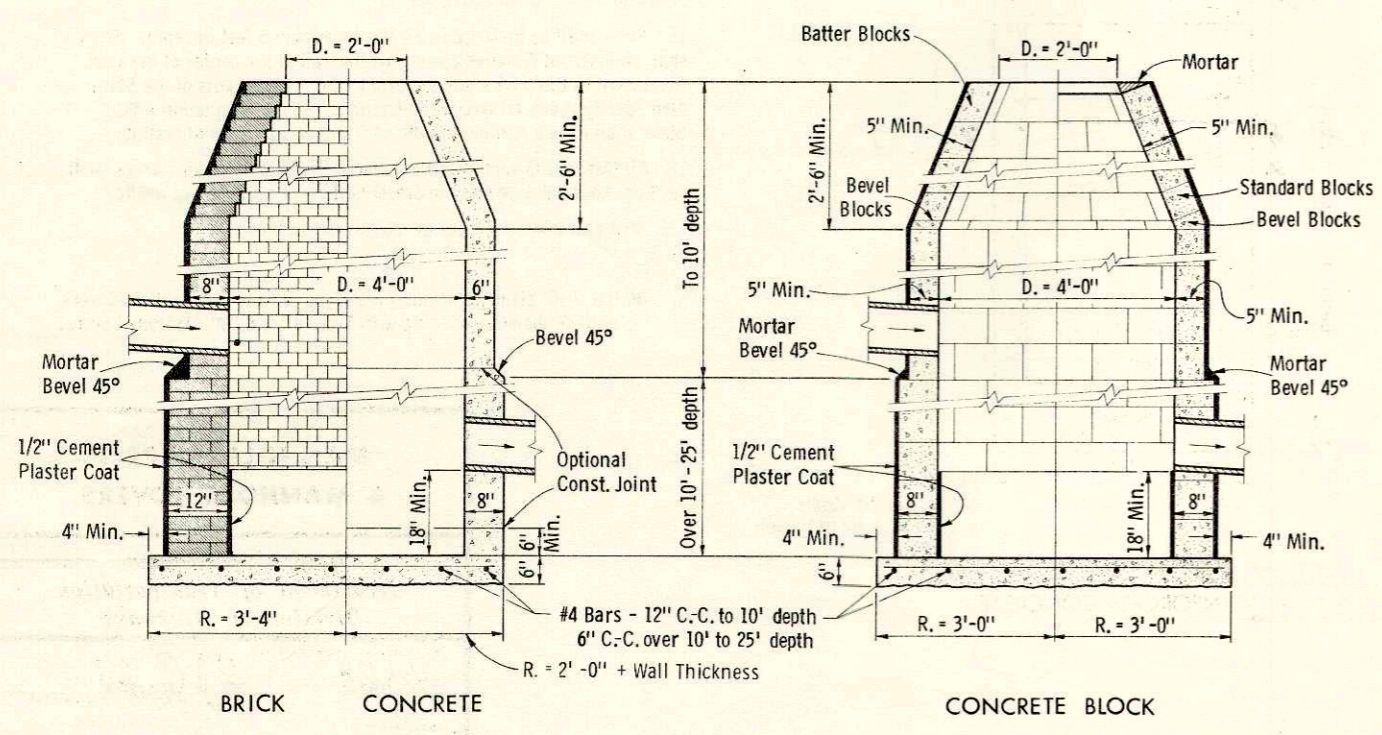 D. = 2'-0"
2'-6" Min.
To 10' depth
8"
D. = 4'-0"
6"
Mortar
Bevel 45°
Bevel 45°
1/2" Cement
Plaster Coat
Optional
Const. Joint
Over 10' - 25' depth
12"
18" Min.
8"
4" Min.
6"
Min.
6"
#4 Bars - 12" C.-C. to 10' depth
6" C.-C. over 10' to 25' depth
R. = 3'-4"
R. = 2' -0" + Wall Thickness
BRICK
CONCRETE
Batter Blocks
D. = 2'-0"
Mortar
5" Min.
5" Min.
2'-6" Min.
Bevel
Blocks
Standard Blocks
Bevel Blocks
5" Min.
D. = 4'-0"
5" Min.
Mortar
Bevel 45°
Mortar
Bevel 45°
1/2" Cement
Plaster Coat
8"
18" Min.
8"
4" Min.
4" Min.
6"
R. = 3'-0"
R. = 3'-0"
CONCRETE BLOCK